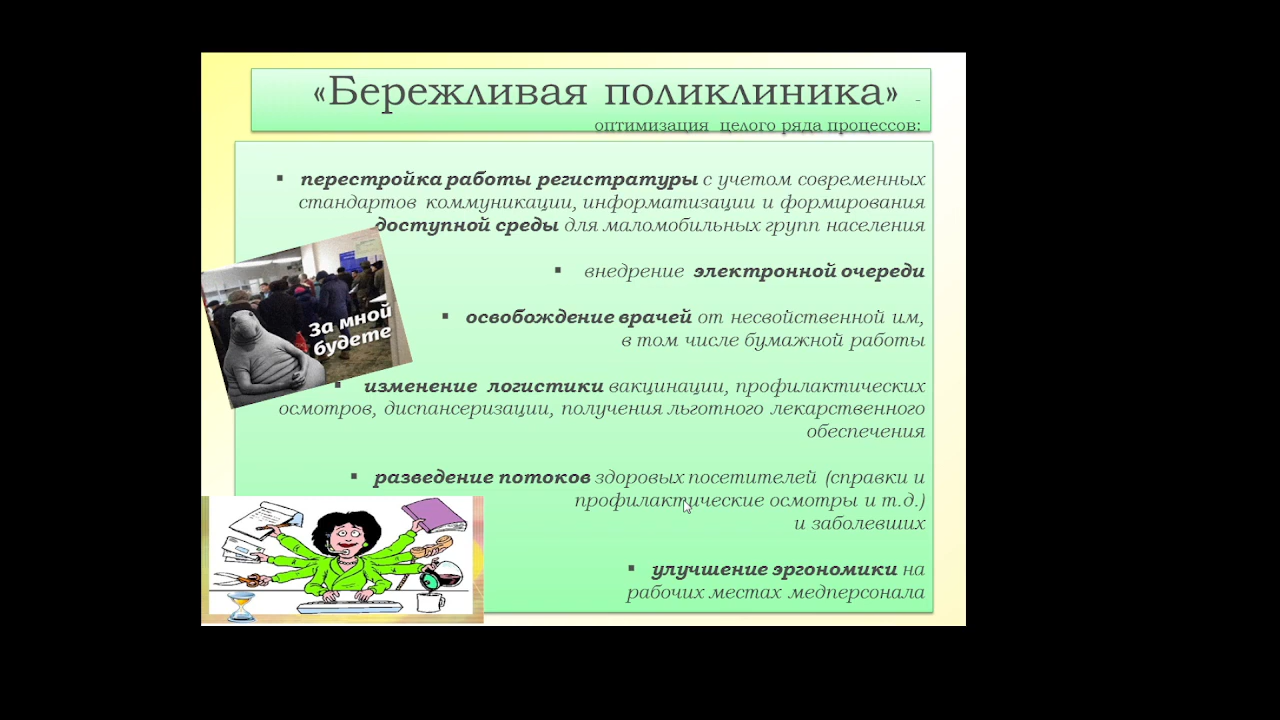 «Бережливая поликлиника» -
оптимизация целого ряда процессов:
▪ перестройка работы регистратуры с учетом современных
стандартов коммуникации, информатизации и формирования
доступной среды для маломобильных групп населения
▪ внедрение электронной очереди
За мной
будете
▪ освобождение врачей от несвойственной им,
в том числе бумажной работы
▪ изменение логистики вакцинации, профилактических
осмотров, диспансеризации, получения льготного лекарственного
обеспечения
▪ разведение потоков здоровых посетителей (справки и
профилактические осмотры и т.д.)
и заболевших
▪ улучшение эргономики на
рабочих местах медперсонала